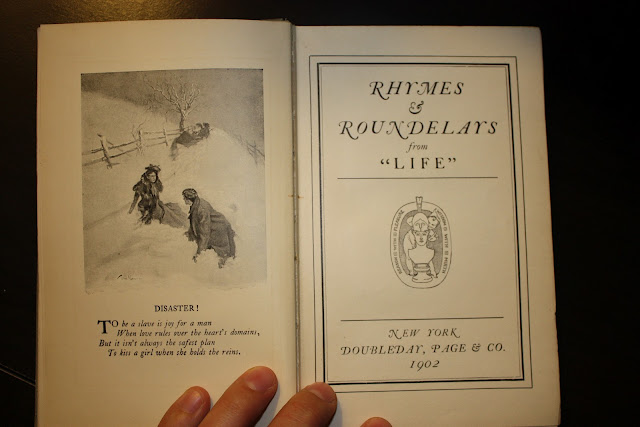 DISASTER!
TO be a slave is joy for a man
When love rules over the heart's domains,
But it isn't always the safest plan
To kiss a girl when she holds the reins.
RHYMES
&
ROUNDELAYS
from
"LIFE"
NEW YORK
DOUBLEDAY, PAGE & CO.
1902